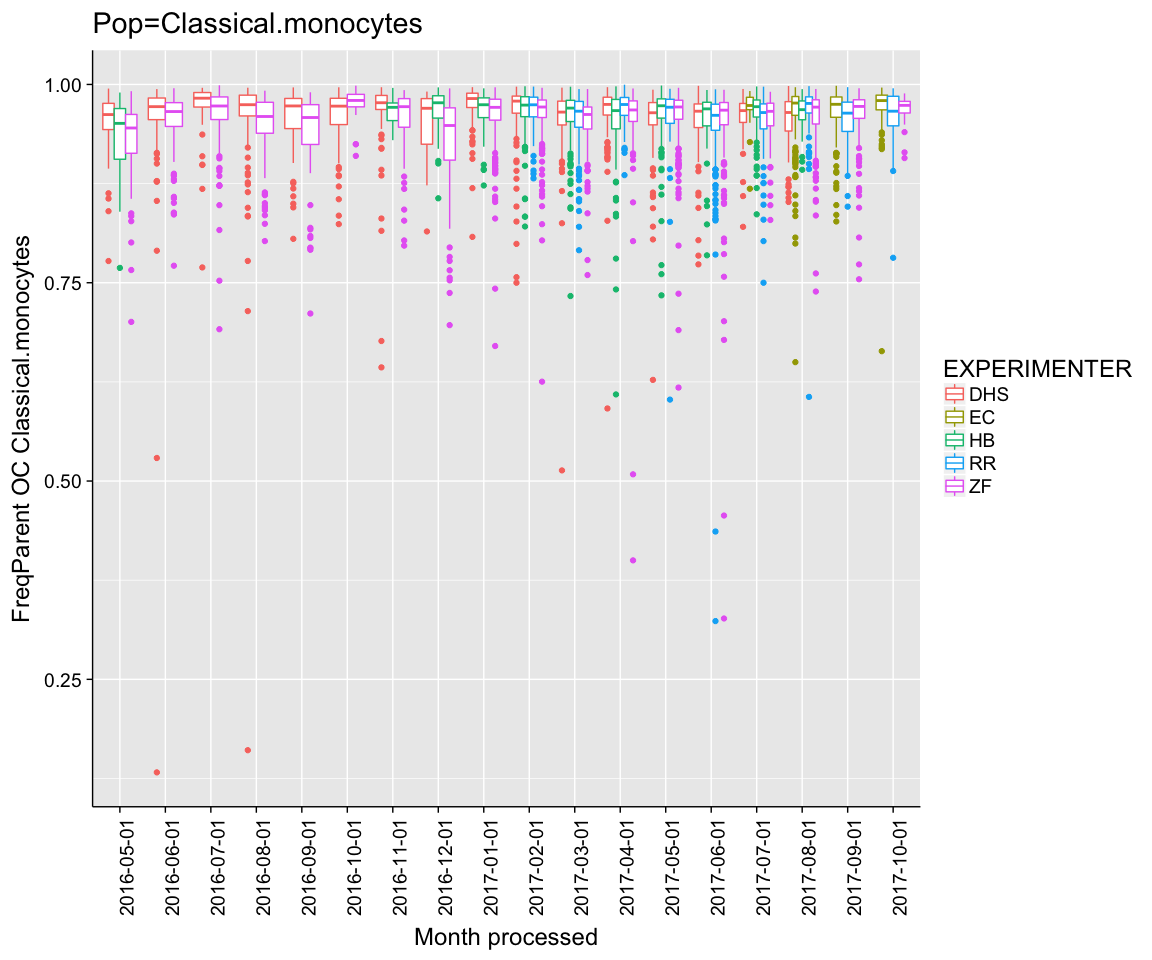 Pop=Classical.monocytes
FreqParent OC Classical.monocytes
1.00
0.75
0.50
0.25
2016-05-01
2016-06-01
2016-07-01
2016-08-01
2016-09-01
2016-10-01
2016-11-01
2016-12-01
2017-01-01
2017-02-01
2017-03-01
2017-04-01
2017-05-01
2017-06-01
2017-07-01
2017-08-01
2017-09-01
2017-10-01
Month processed
EXPERIMENTER
DHS
EC
HB
RR
ZF